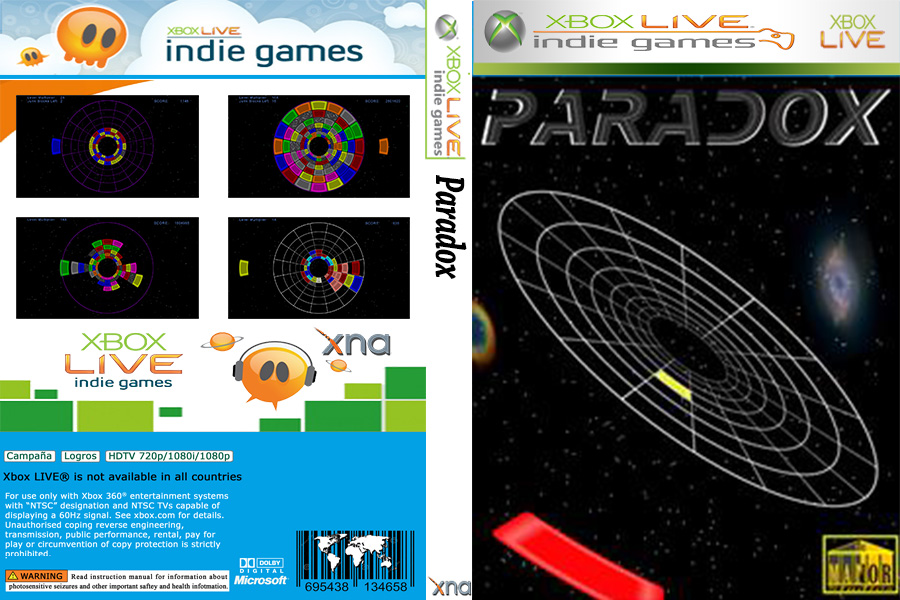 XBOX LIVE
indie games
XBOX LIVE
indie games
Campaña Logros HDTV 720p/1080i/1080p
Xbox LIVE® is not available in all countries
For use only with Xbox 360® entertainment systems
with "NTSC" designation and NTSC TVs capable of
displaying a 60Hz signal. See xbox.com for details.
Unauthorised coping reverse engineering,
transmission, public performance, rental, pay for
play or circumvention of copy protection is strictly
prohibited.
WARNING Read instruction manual for information about
photosensitive seizures and other important saftey and health infotmation.
DOLBY
DIGITAL
Microsoft
695438 134658
xna
XBOX LIVE
indie games
Paradox
xna
XBOX LIVE
indie games
XBOX
LIVE
PARADOX